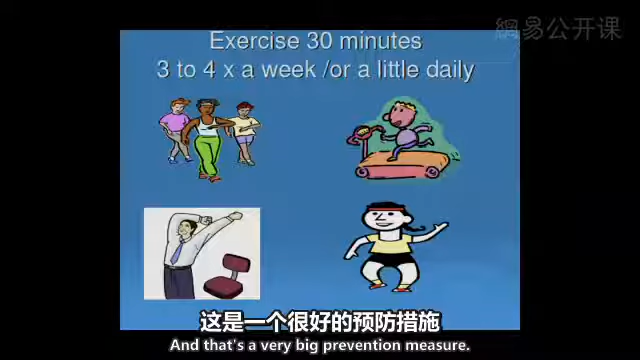 網易公开课
Exercise 30 minutes
3 to 4 x a week /or a little daily
这是一个很好的预防措施
And that's a very big prevention measure.